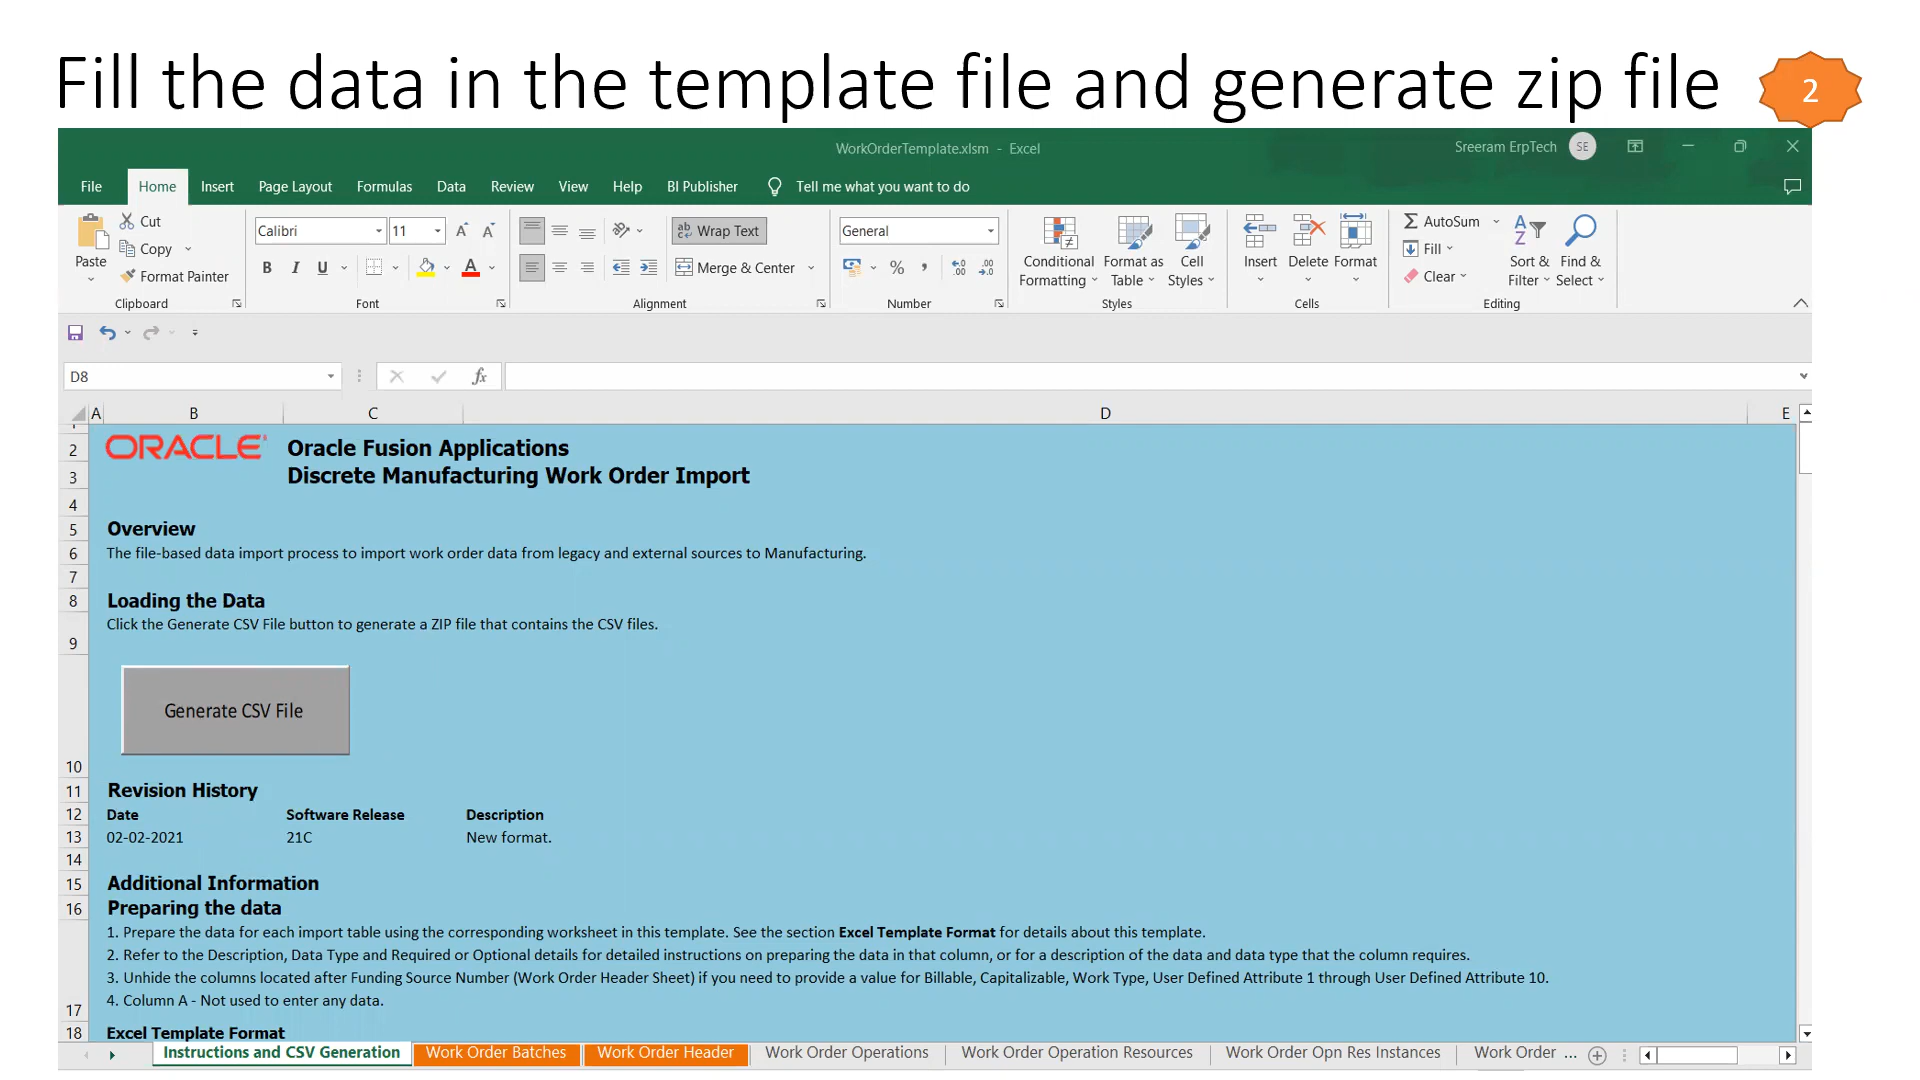 Fill the data in the template file and generate zip file
2
WorkOrderTemplate.xlsm - Excel
Sreeram ErpTech SE
File Home Insert Page Layout Formulas Data Review View Help BI Publisher Tell me what you want to do
Paste
Cut
Copy
Format Painter
Clipboard
Calibri 11
B I U
Font
Wrap Text
Merge & Center
Alignment
General
Number
Conditional Formatting
Format as Table
Cell Styles
Styles
Insert Delete Format
Cells
AutoSum
Fill
Clear
Sort & Filter
Find & Select
Editing
D8 fx
A B C D E
2 ORACLE Oracle Fusion Applications
3 Discrete Manufacturing Work Order Import
4
5 Overview
6 The file-based data import process to import work order data from legacy and external sources to Manufacturing.
7
8 Loading the Data
9 Click the Generate CSV File button to generate a ZIP file that contains the CSV files.
Generate CSV File
10
11 Revision History
12 Date Software Release Description
13 02-02-2021 21C New format.
14
15 Additional Information
16 Preparing the data
1. Prepare the data for each import table using the corresponding worksheet in this template. See the section Excel Template Format for details about this template.
2. Refer to the Description, Data Type and Required or Optional details for detailed instructions on preparing the data in that column, or for a description of the data and data type that the column requires.
3. Unhide the columns located after Funding Source Number (Work Order Header Sheet) if you need to provide a value for Billable, Capitalizable, Work Type, User Defined Attribute 1 through User Defined Attribute 10.
17 4. Column A - Not used to enter any data.
18 Excel Template Format
Instructions and CSV Generation Work Order Batches Work Order Header Work Order Operations Work Order Operation Resources Work Order Opn Res Instances Work Order ...